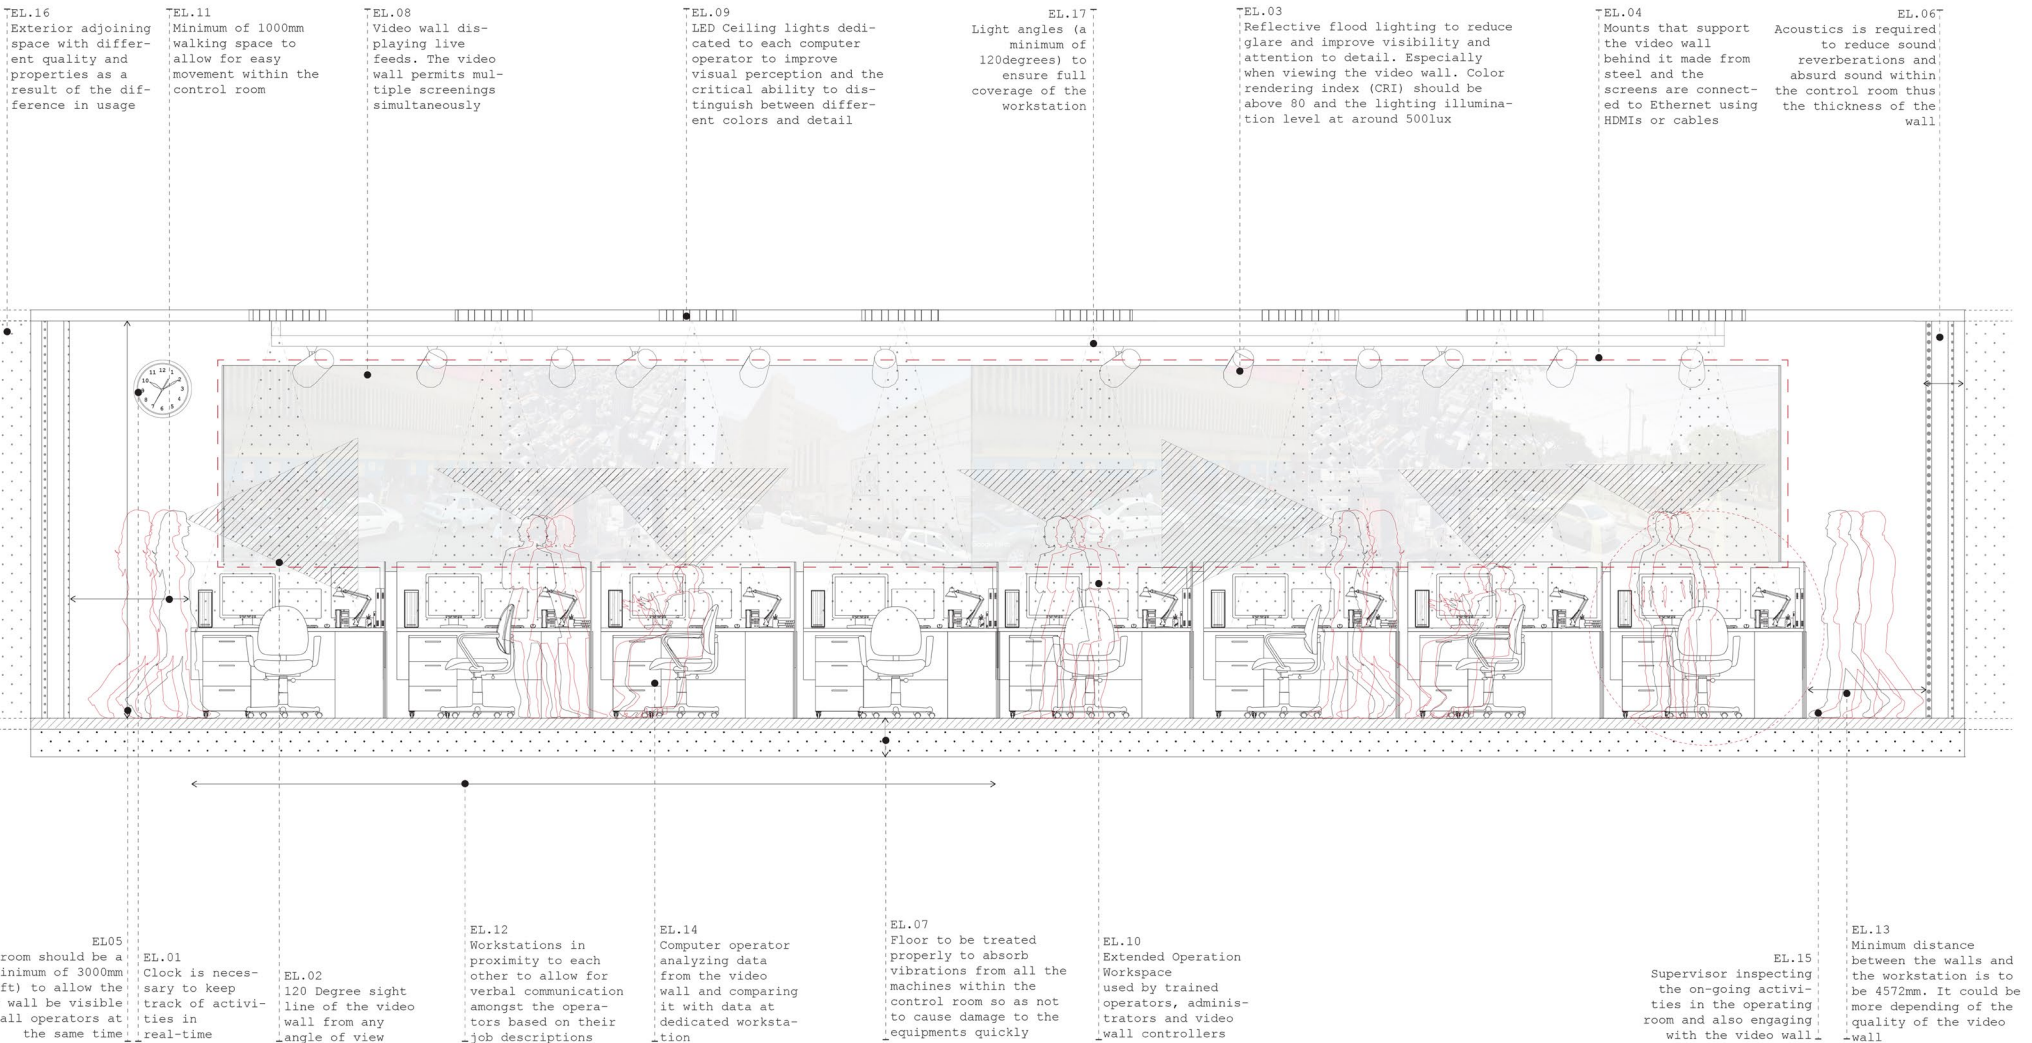 EL.16
Exterior adjoining
space with differ-
ent quality and
properties as a
result of the dif-
ference in usage
EL.11
Minimum of 1000mm
walking space to
allow for easy
movement within the
control room
EL.08
Video wall dis-
playing live
feeds. The video
wall permits mul-
tiple screenings
simultaneously
EL.09
LED Ceiling lights dedi-
cated to each computer
operator to improve
visual perception and the
critical ability to dis-
tinguish between differ-
ent colors and detail
EL.17
Light angles (a
minimum of
120degrees) to
ensure full
coverage of the
workstation
EL.03
Reflective flood lighting to reduce
glare and improve visibility and
attention to detail. Especially
when viewing the video wall. Color
rendering index (CRI) should be
above 80 and the lighting illumina-
tion level at around 500lux
EL.04
Mounts that support
the video wall
behind it made from
steel and the
screens are connect-
ed to Ethernet using
HDMIs or cables
EL.06
Acoustics is required
to reduce sound
reverberations and
absurd sound within
the control room thus
the thickness of the
wall
12
1
2
3
4
5
6
7
8
9
10
11
EL05
room should be a
inimum of 3000mm
ft) to allow the
wall be visible
all operators at
the same time
EL.01
Clock is neces-
sary to keep
track of activi-
ties in
real-time
EL.02
120 Degree sight
line of the video
wall from any
angle of view
EL.12
Workstations in
proximity to each
other to allow for
verbal communication
amongst the opera-
tors based on their
job descriptions
EL.14
Computer operator
analyzing data
from the video
wall and comparing
it with data at
dedicated worksta-
tion
EL.07
Floor to be treated
properly to absorb
vibrations from all the
machines within the
control room so as not
to cause damage to the
equipments quickly
EL.10
Extended Operation
Workspace
used by trained
operators, adminis-
trators and video
wall controllers
EL.15
Supervisor inspecting
the on-going activi-
ties in the operating
room and also engaging
with the video wall
EL.13
Minimum distance
between the walls and
the workstation is to
be 4572mm. It could be
more depending of the
quality of the video
wall